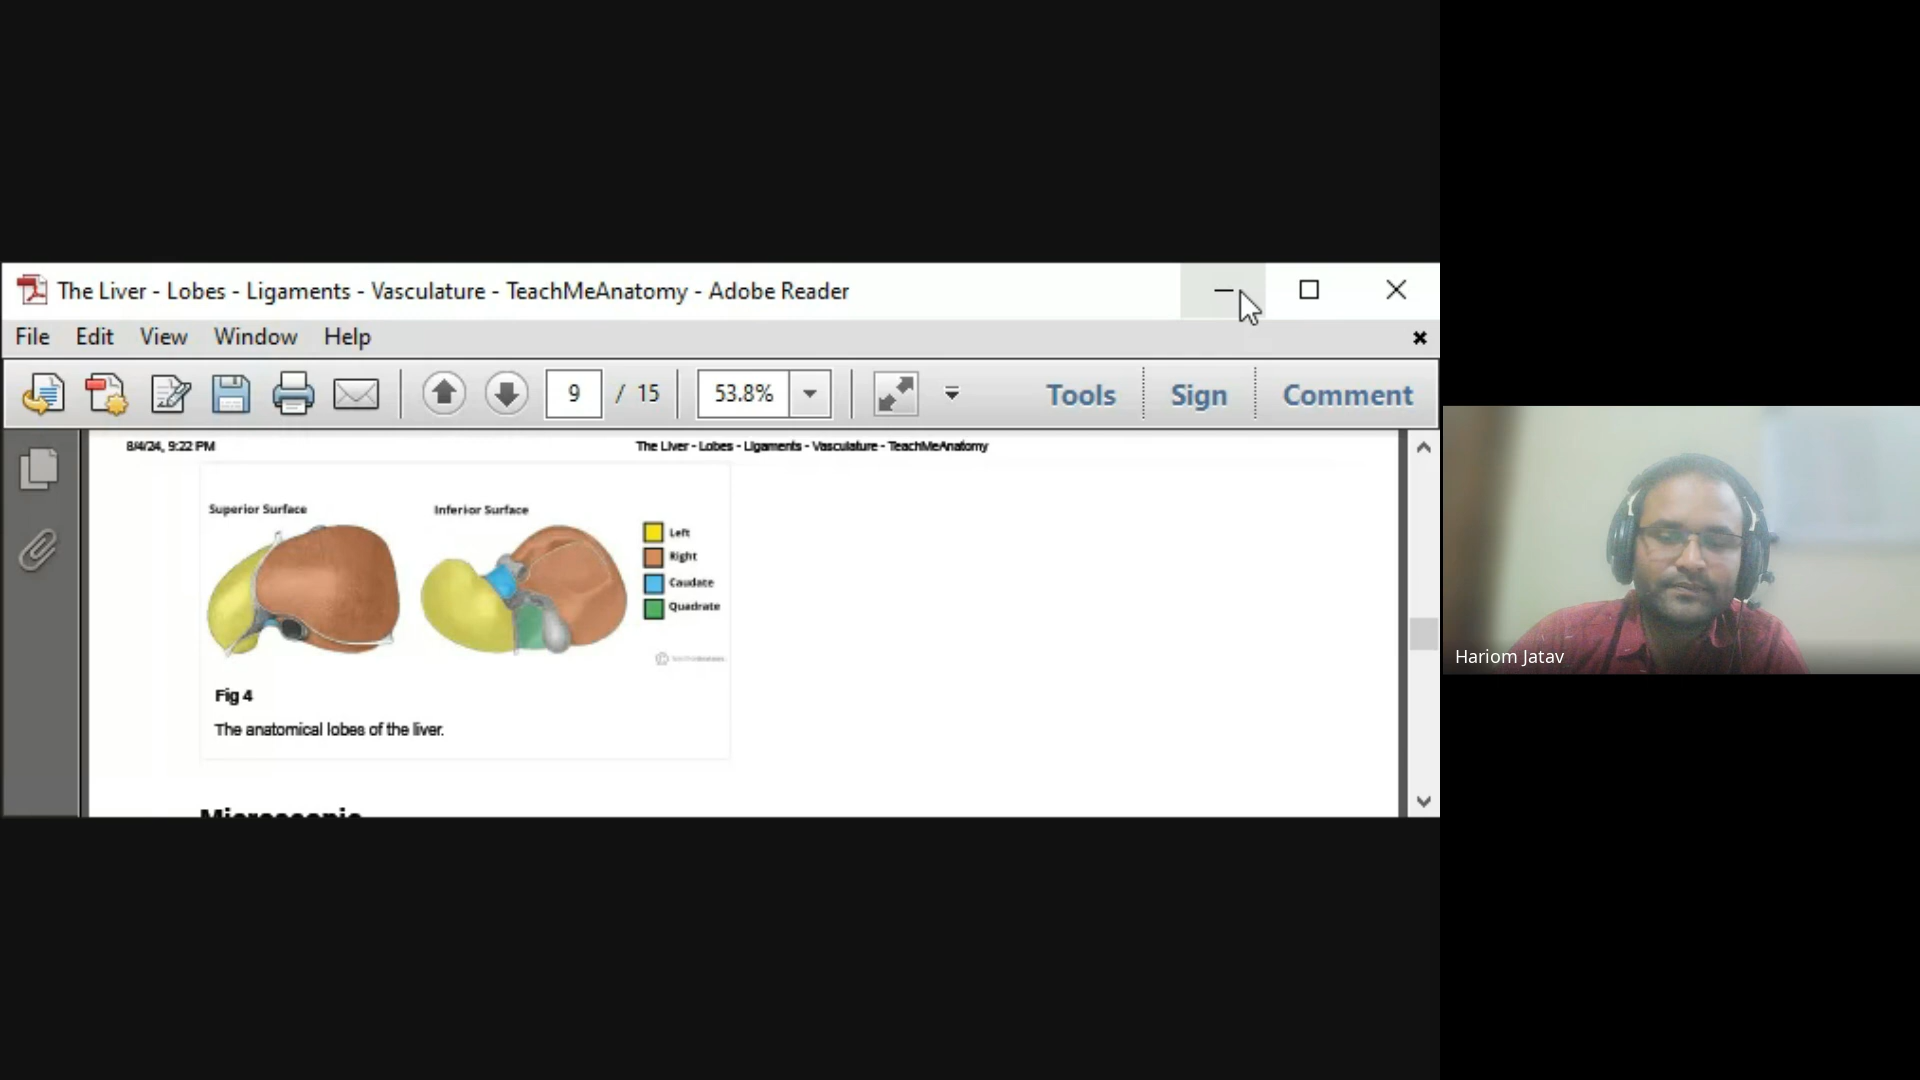 The Liver - Lobes - Ligaments - Vasculature - TeachMeAnatomy - Adobe Reader
File Edit View Window Help
9 / 15 53.8% Tools Sign Comment
8/4/24, 9:22 PM The Liver - Lobes - Ligaments - Vasculature - TeachMeAnatomy
Superior Surface Inferior Surface
Left
Right
Caudate
Quadrate
©
Fig 4
The anatomical lobes of the liver.
Microscopic
Hariom Jatav